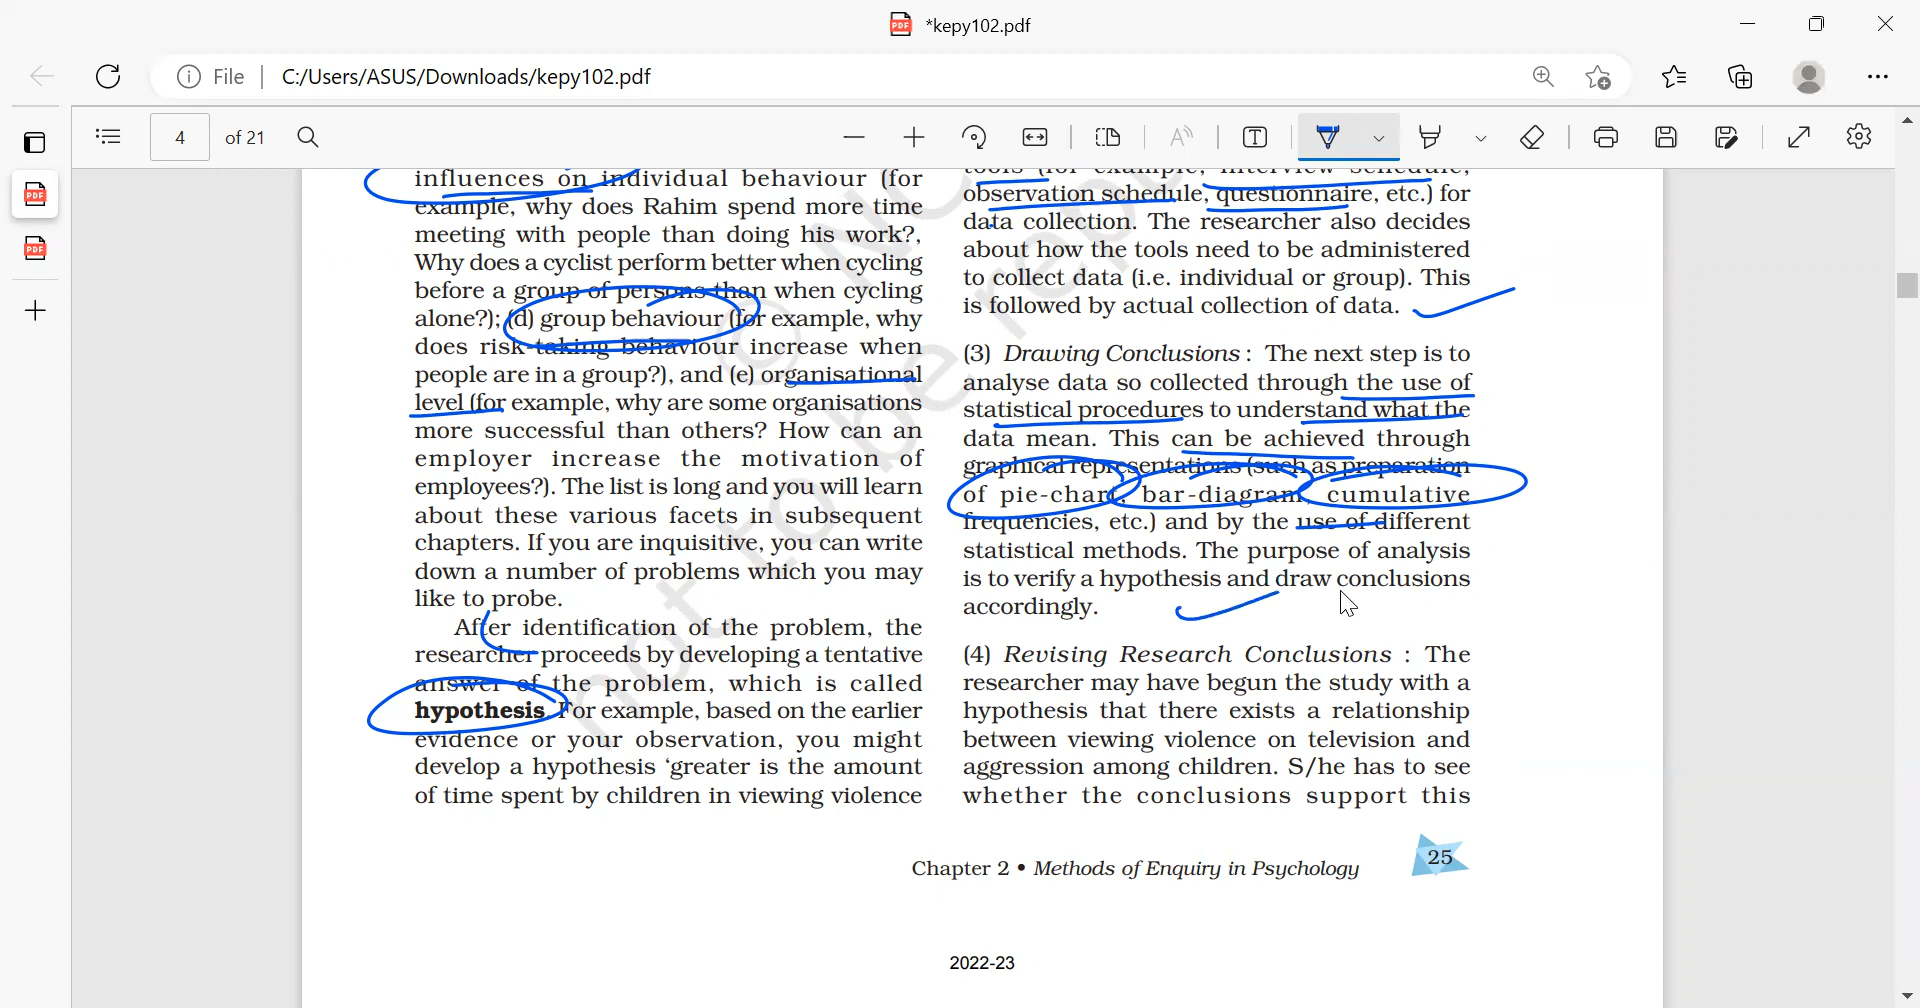 *kepy102.pdf
File
C:/Users/ASUS/Downloads/kepy102.pdf
4
of 21
influences on individual behaviour (for
example, why does Rahim spend more time
meeting with people than doing his work?,
Why does a cyclist perform better when cycling
before a group of persons than when cycling
alone?); (d) group behaviour (for example, why
does risk-taking behaviour increase when
people are in a group?), and (e) organisational
level (for example, why are some organisations
more successful than others? How can an
employer increase the motivation of
employees?). The list is long and you will learn
about these various facets in subsequent
chapters. If you are inquisitive, you can write
down a number of problems which you may
like to probe.
After identification of the problem, the
researcher proceeds by developing a tentative
answer of the problem, which is called
hypothesis. For example, based on the earlier
evidence or your observation, you might
develop a hypothesis ‘greater is the amount
of time spent by children in viewing violence
tools (for example, interview schedule,
observation schedule, questionnaire, etc.) for
data collection. The researcher also decides
about how the tools need to be administered
to collect data (i.e. individual or group). This
is followed by actual collection of data.
(3) Drawing Conclusions : The next step is to
analyse data so collected through the use of
statistical procedures to understand what the
data mean. This can be achieved through
graphical representations (such as preparation
of pie-chart, bar-diagram, cumulative
frequencies, etc.) and by the use of different
statistical methods. The purpose of analysis
is to verify a hypothesis and draw conclusions
accordingly.
(4) Revising Research Conclusions : The
researcher may have begun the study with a
hypothesis that there exists a relationship
between viewing violence on television and
aggression among children. S/he has to see
whether the conclusions support this
Chapter 2 • Methods of Enquiry in Psychology
25
2022-23
© NC
not to be rep